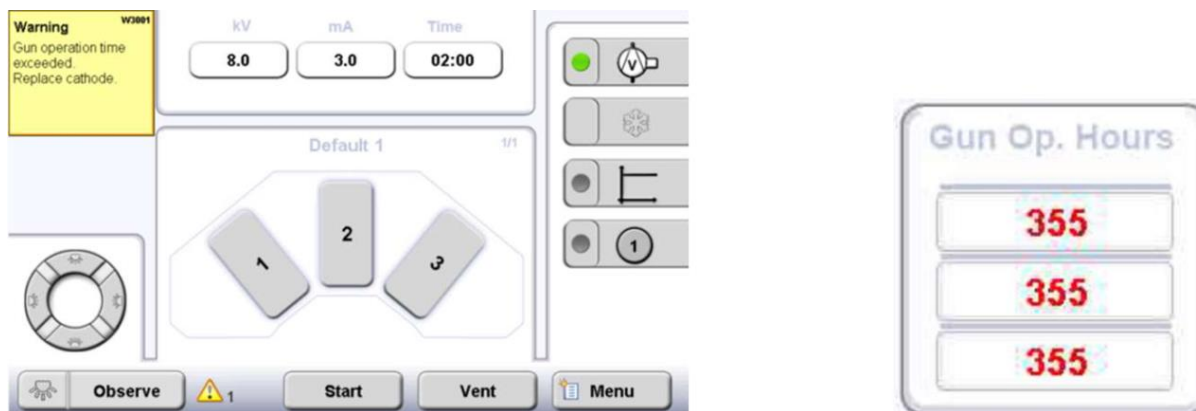 Warning W3001
Gun operation time
exceeded.
Replace cathode.
kV mA Time
8.0 3.0 02:00
V
Default 1 1/1
1 2 3
1
Observe 1 Start Vent Menu
Gun Op. Hours
355
355
355